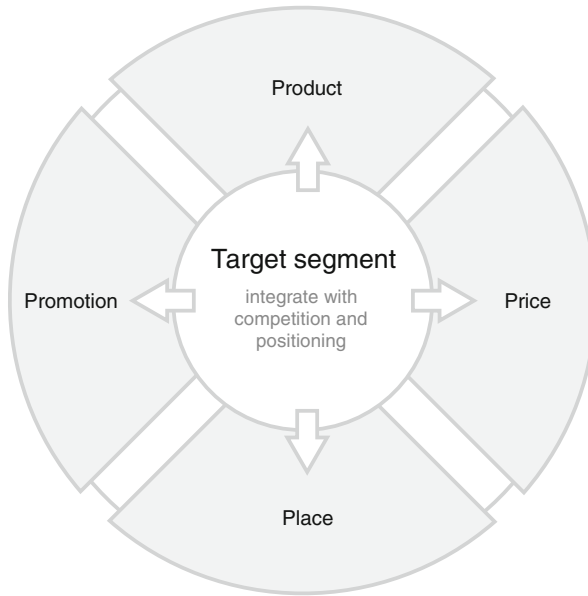 Product
Target segment
integrate with
competition and
positioning
Promotion
Price
Place